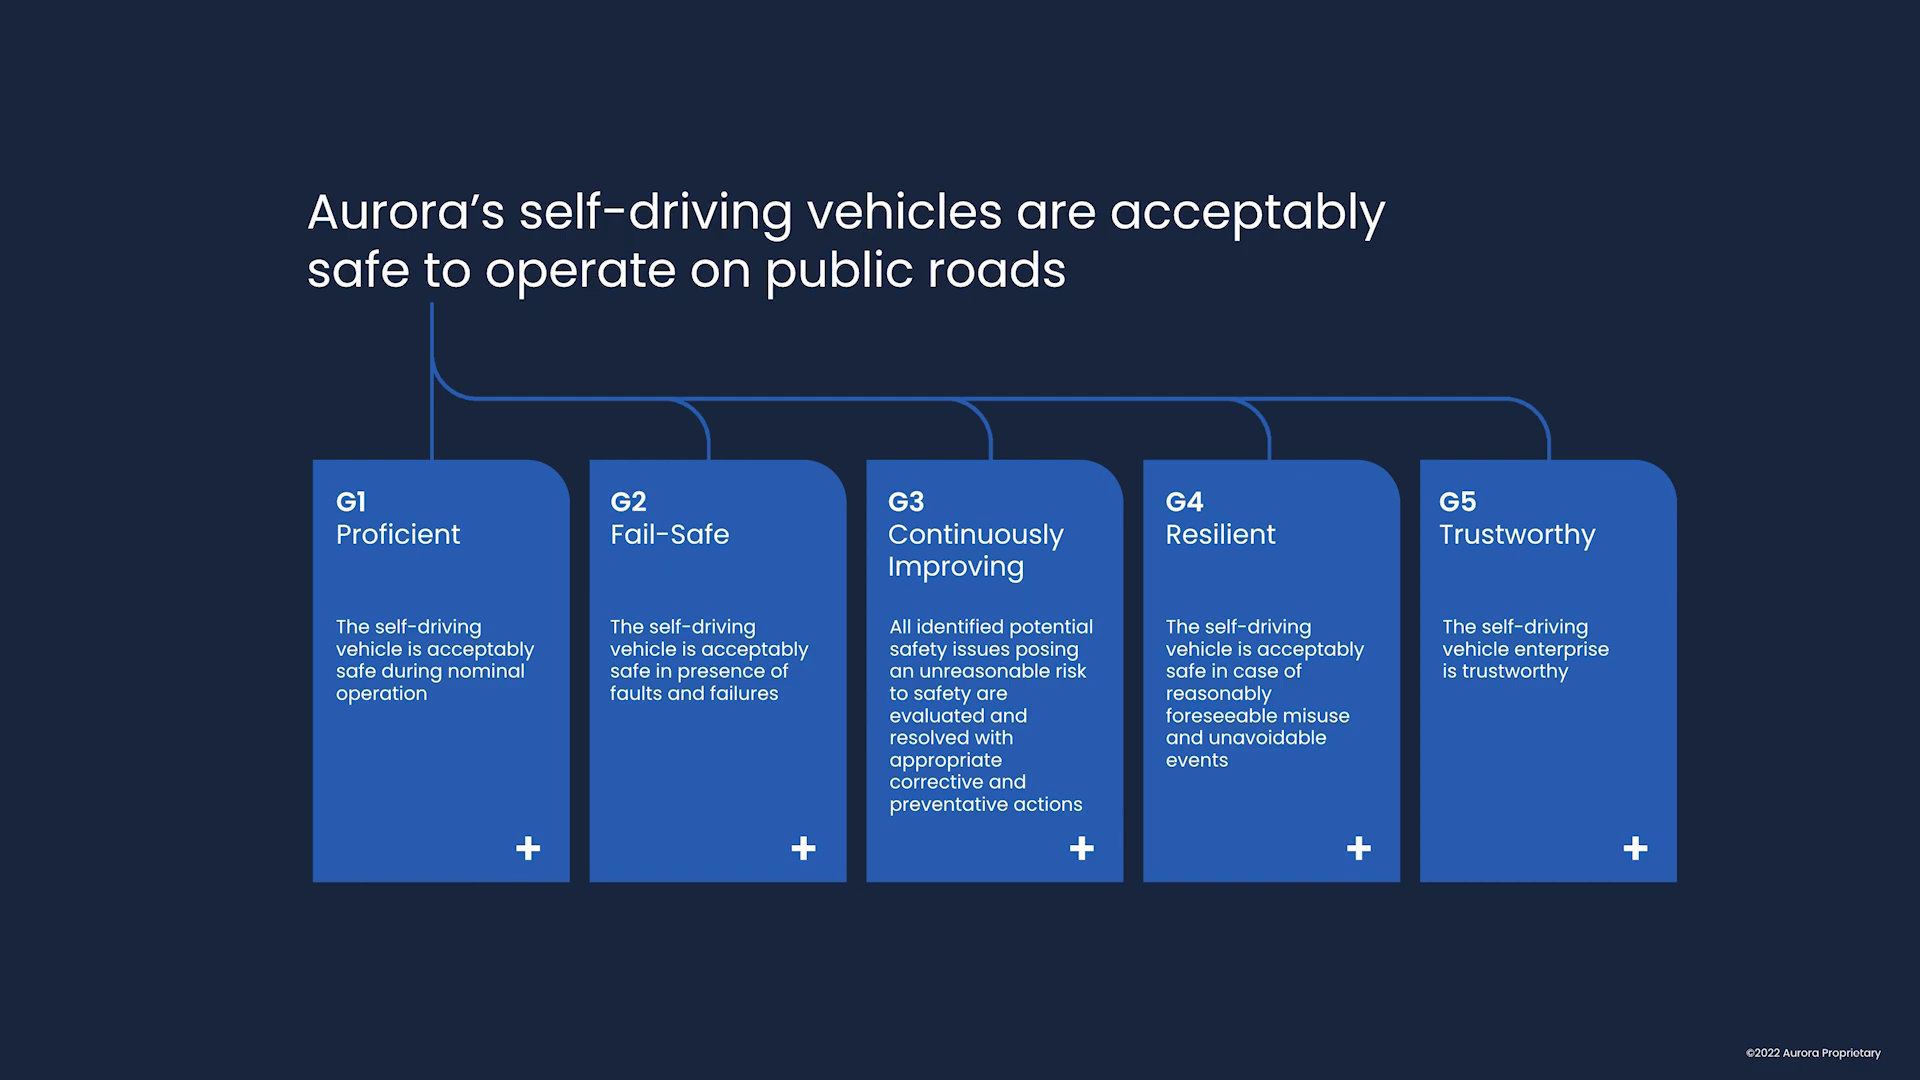 Aurora’s self-driving vehicles are acceptably
safe to operate on public roads
G1
Proficient
The self-driving
vehicle is acceptably
safe during nominal
operation
G2
Fail-Safe
The self-driving
vehicle is acceptably
safe in presence of
faults and failures
G3
Continuously
Improving
All identified potential
safety issues posing
an unreasonable risk
to safety are
evaluated and
resolved with
appropriate
corrective and
preventative actions
G4
Resilient
The self-driving
vehicle is acceptably
safe in case of
reasonably
foreseeable misuse
and unavoidable
events
G5
Trustworthy
The self-driving
vehicle enterprise
is trustworthy
©2022 Aurora Proprietary